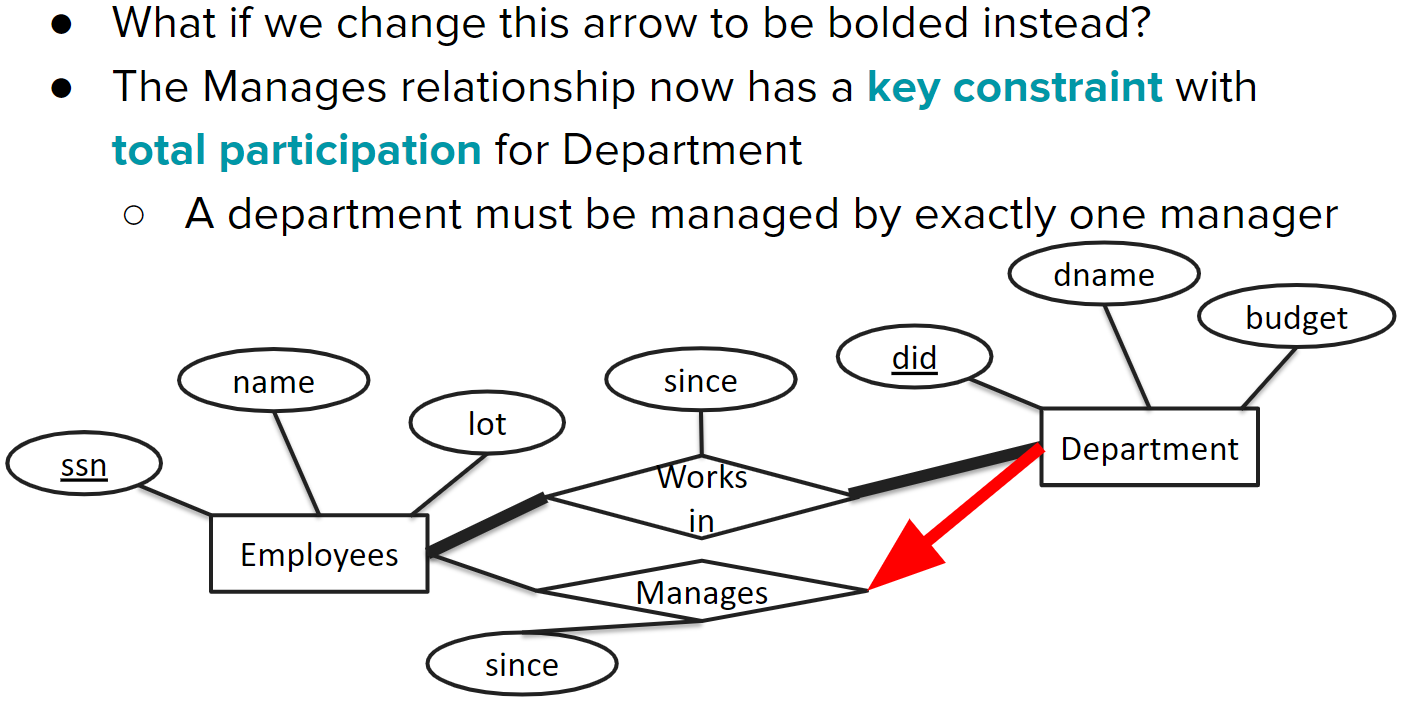 ● What if we change this arrow to be bolded instead?
● The Manages relationship now has a key constraint with
total participation for Department
○ A department must be managed by exactly one manager
dname
budget
did
since
name
lot
ssn
Department
Works
in
Employees
Manages
since